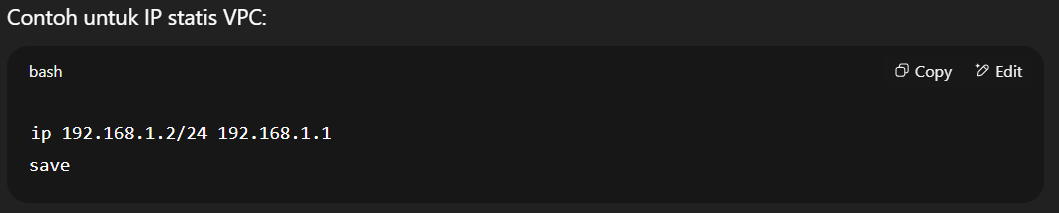 Contoh untuk IP statis VPC:
bash
Copy
Edit
ip 192.168.1.2/24 192.168.1.1
save